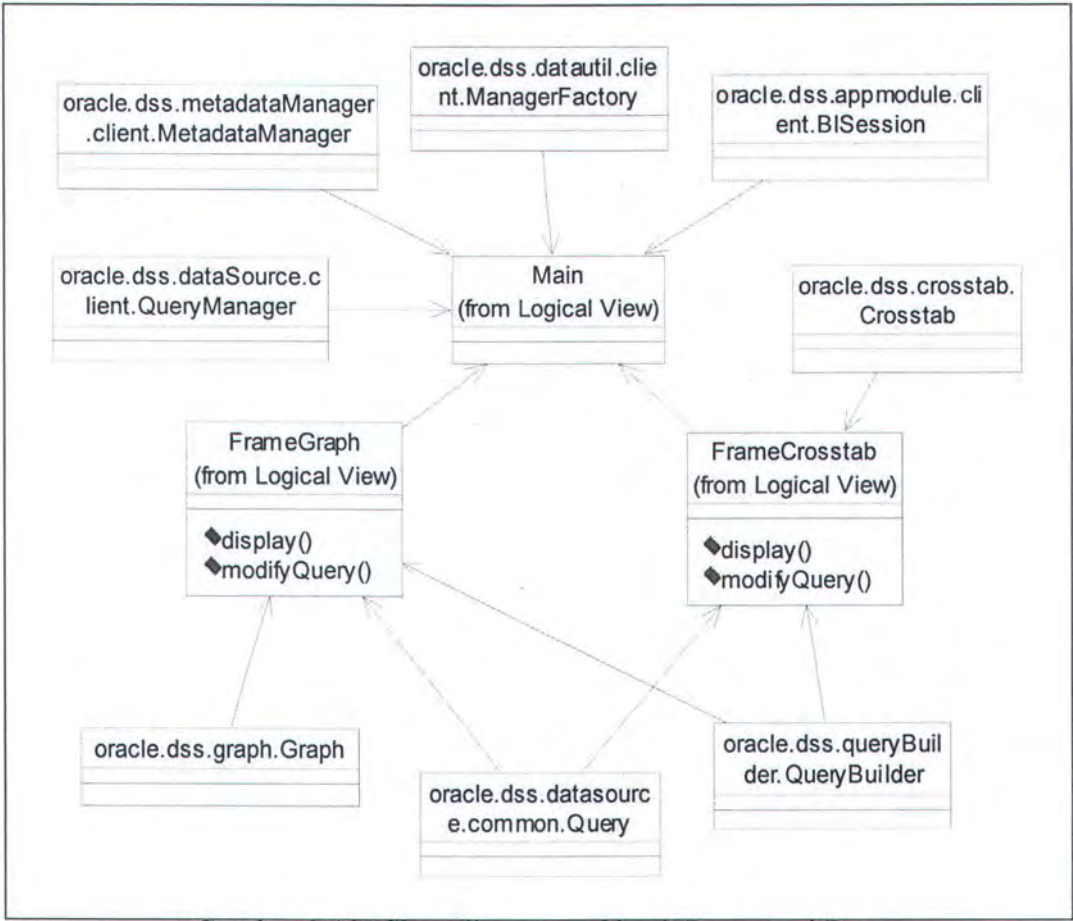 oracle.dss.metadataManager
.client.MetadataManager
oracle.dss.datautil.clie
nt.ManagerFactory
oracle.dss.appmodule.cli
ent.BISession
oracle.dss.dataSource.c
lient.QueryManager
Main
(from Logical View)
oracle.dss.crosstab.
Crosstab
FrameGraph
(from Logical View)
display()
modifyQuery()
FrameCrosstab
(from Logical View)
display()
modifyQuery()
oracle.dss.graph.Graph
oracle.dss.datasourc
e.common.Query
oracle.dss.queryBuil
der.QueryBuilder